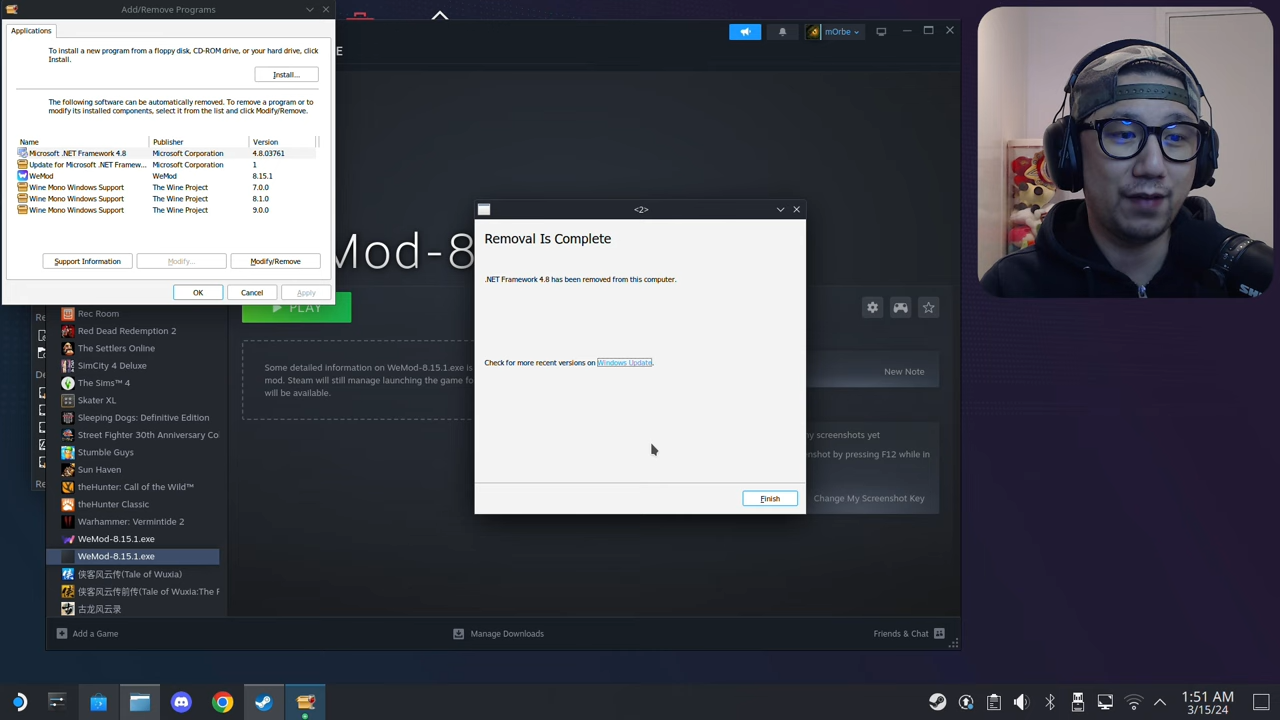 Add/Remove Programs
Applications
To install a new program from a floppy disk, CD-ROM drive, or your hard drive, click
Install.
Install...
The following software can be automatically removed. To remove a program or to
modify its installed components, select it from the list and click Modify/Remove.
Name Publisher Version
Microsoft .NET Framework 4.8 Microsoft Corporation 4.8.03761
Update for Microsoft .NET Framew... Microsoft Corporation 1
WeMod WeMod 8.15.1
Wine Mono Windows Support The Wine Project 7.0.0
Wine Mono Windows Support The Wine Project 8.1.0
Wine Mono Windows Support The Wine Project 9.0.0
Support Information Modify... Modify/Remove
OK Cancel Apply
mOrbe
E
Mod-8
PLAY
Some detailed information on WeMod-8.15.1.exe is
mod. Steam will still manage launching the game fo
will be available.
<2>
Removal Is Complete
.NET Framework 4.8 has been removed from this computer.
Check for more recent versions on Windows Update.
Finish
New Note
y screenshots yet
nshot by pressing F12 while in
Change My Screenshot Key
Re
De
Re
Rec Room
Red Dead Redemption 2
The Settlers Online
SimCity 4 Deluxe
The Sims™ 4
Skater XL
Sleeping Dogs: Definitive Edition
Street Fighter 30th Anniversary Co
Stumble Guys
Sun Haven
theHunter: Call of the Wild™
theHunter Classic
Warhammer: Vermintide 2
WeMod-8.15.1.exe
WeMod-8.15.1.exe
侠客风云传(Tale of Wuxia)
侠客风云传前传(Tale of Wuxia:The F
古龙风云录
Add a Game
Manage Downloads
Friends & Chat
1:51 AM
3/15/24